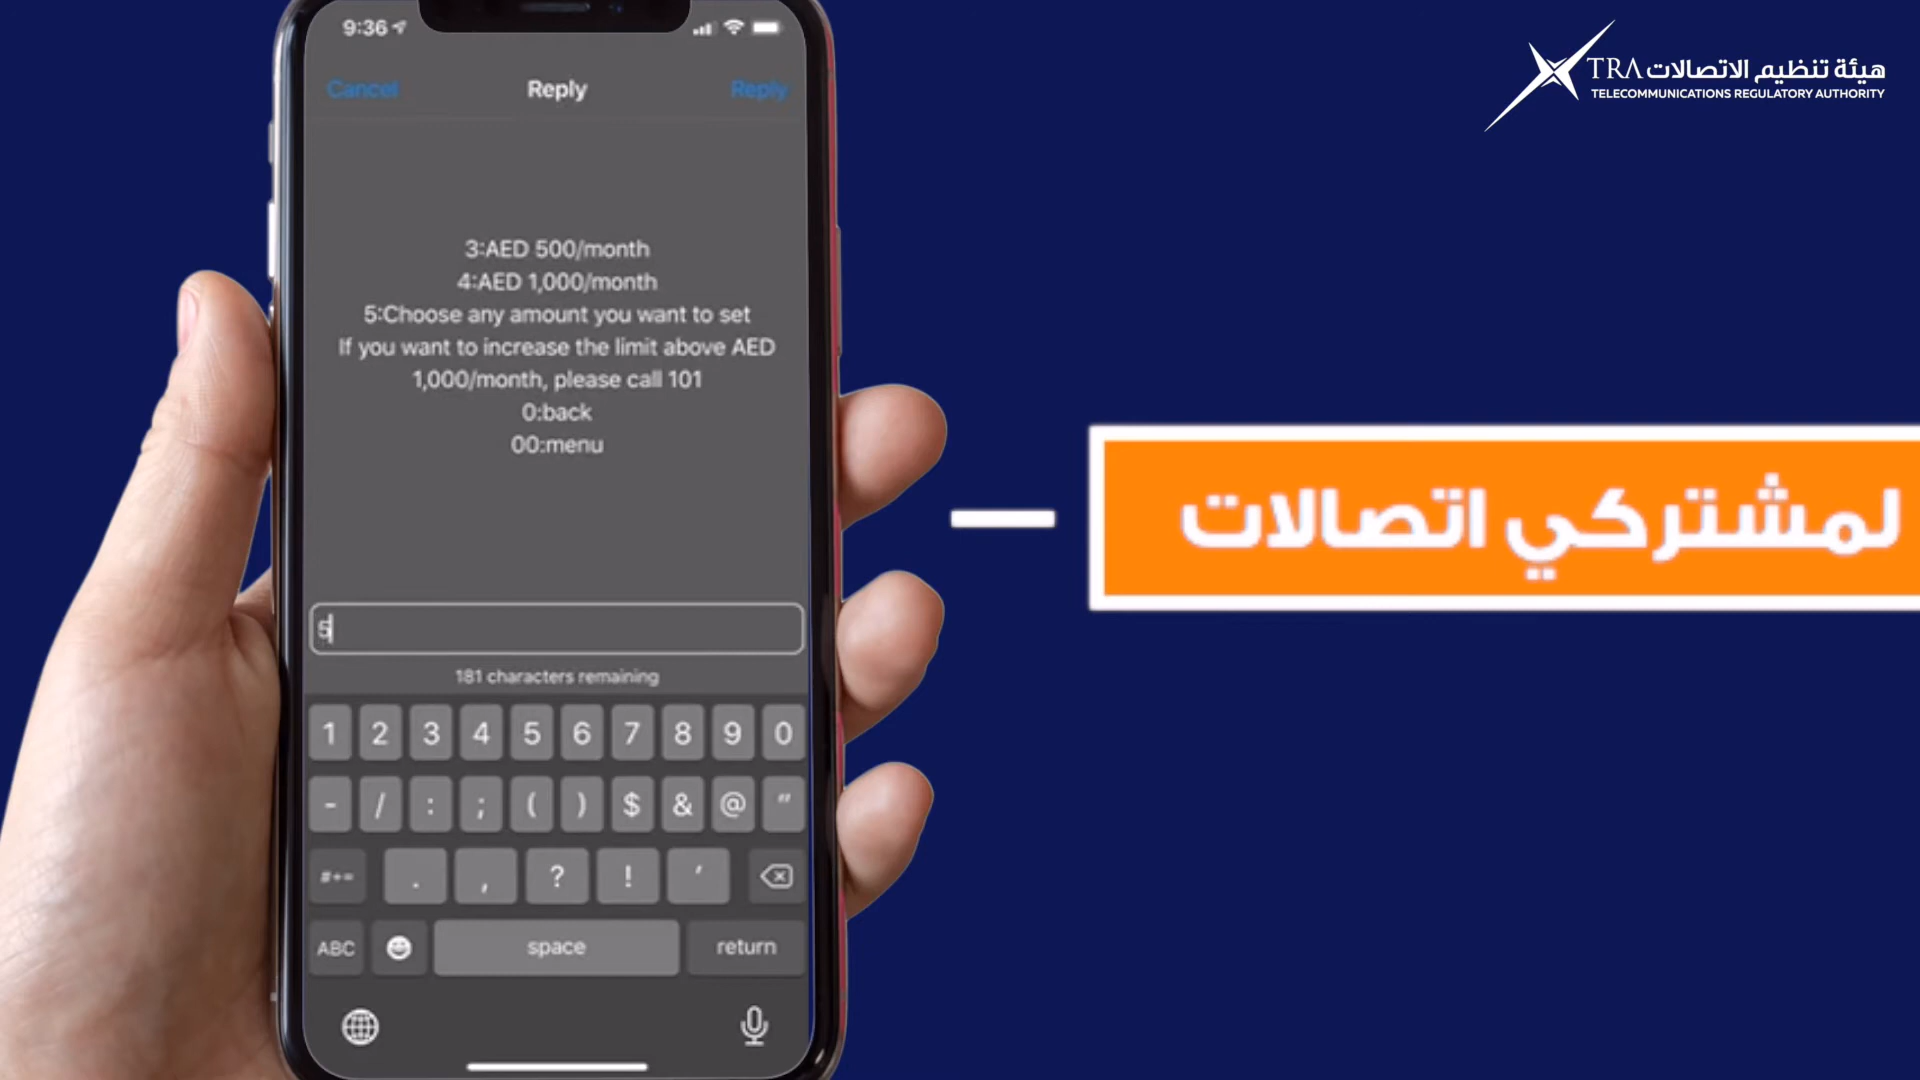 9:36
Cancel Reply Reply
3:AED 500/month
4:AED 1,000/month
5:Choose any amount you want to set
If you want to increase the limit above AED
1,000/month, please call 101
0:back
00:menu
5
181 characters remaining
1 2 3 4 5 6 7 8 9 0
- / : ; ( ) $ & @ "
#+= . , ? ! '
ABC space return
TRA هيئة تنظيم الاتصالات
TELECOMMUNICATIONS REGULATORY AUTHORITY
لمشتركي اتصالات